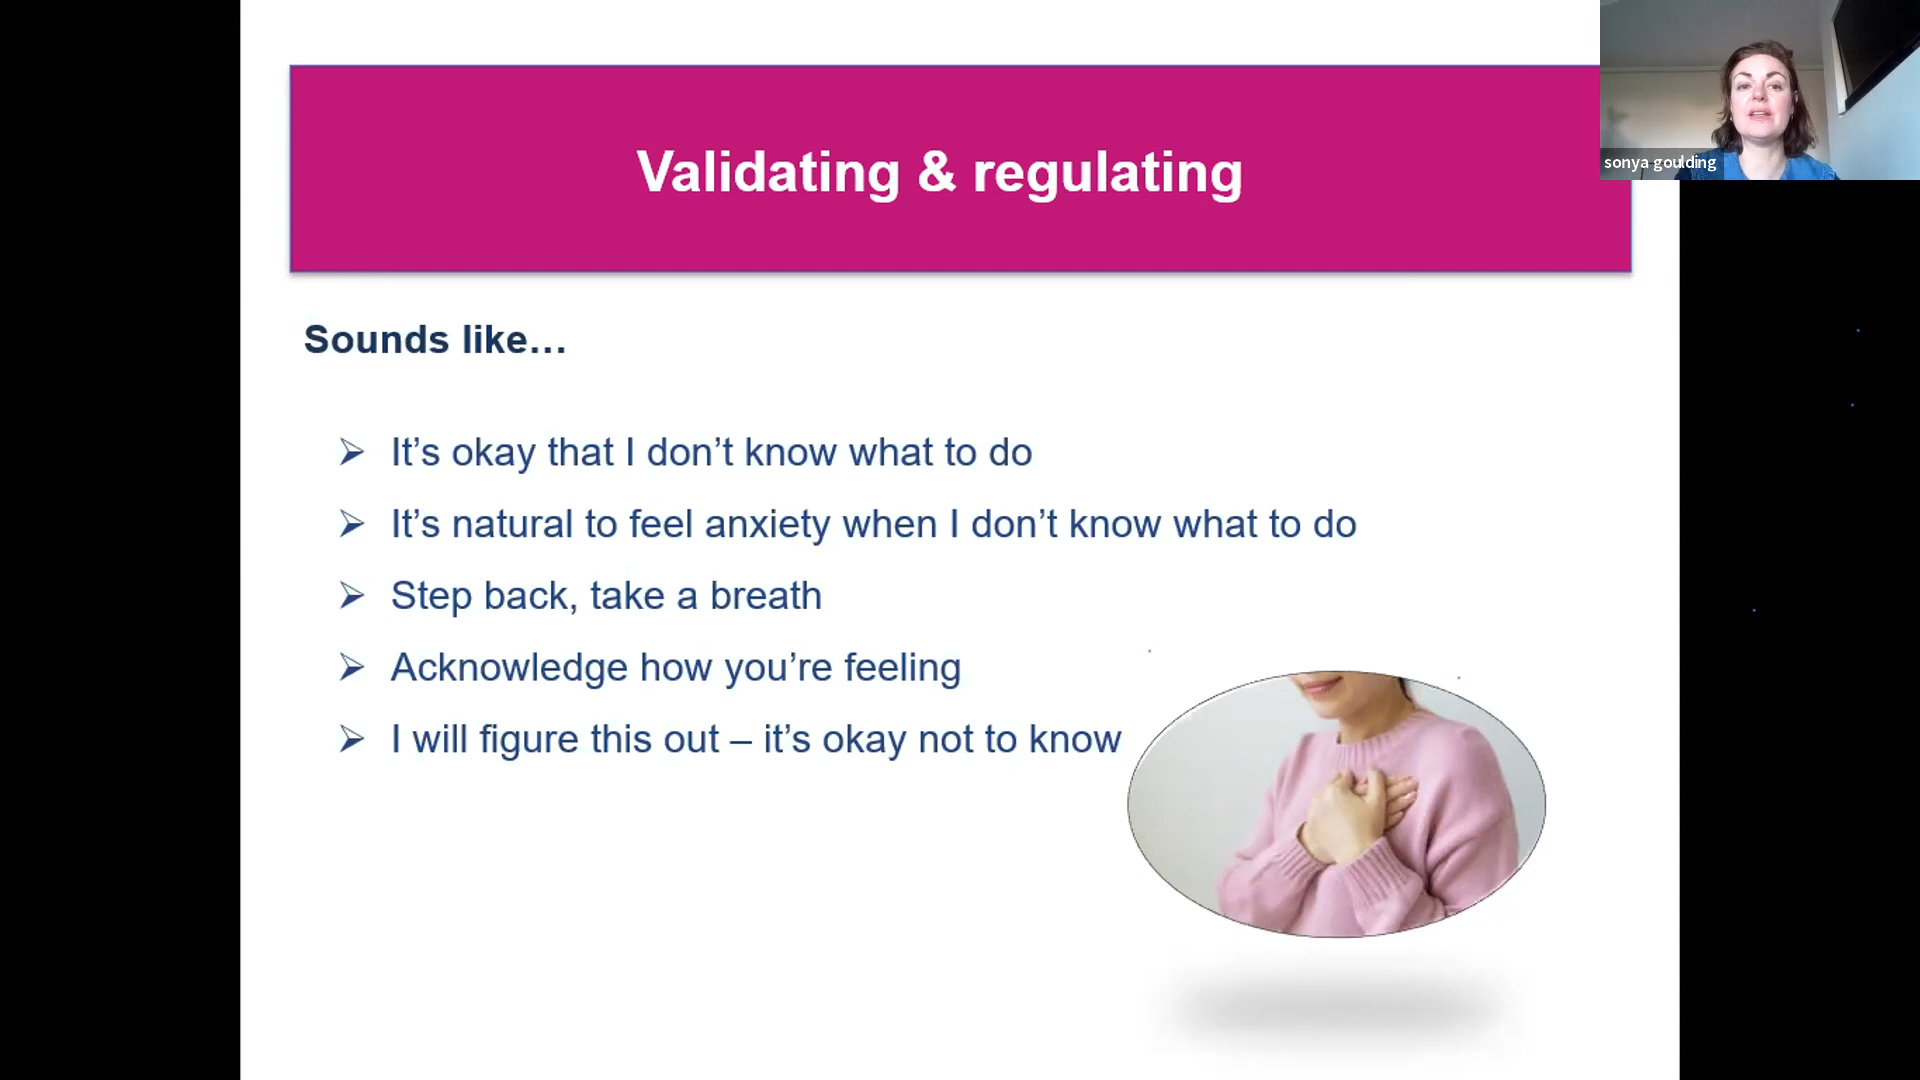 Validating & regulating
sonya goulding
Sounds like…
➢ It’s okay that I don’t know what to do
➢ It’s natural to feel anxiety when I don’t know what to do
➢ Step back, take a breath
➢ Acknowledge how you’re feeling
➢ I will figure this out – it’s okay not to know